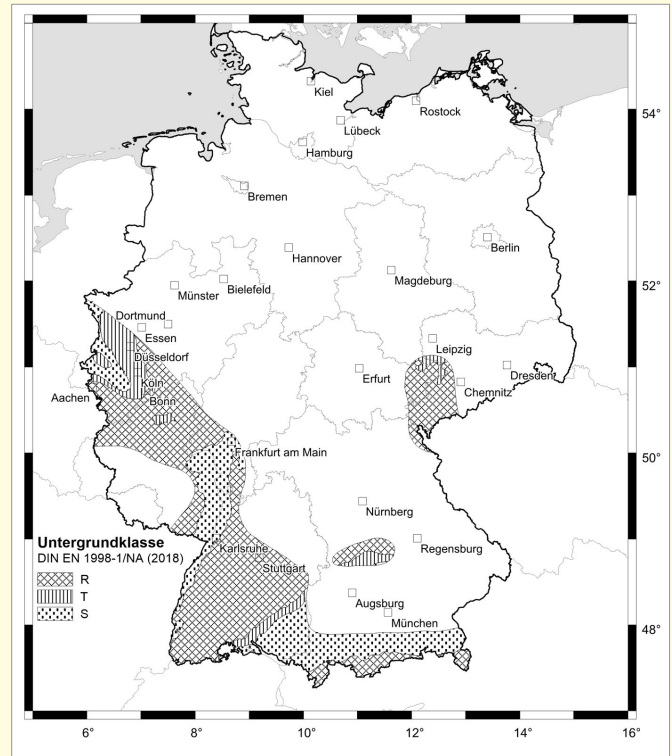 Kiel
Rostock
54°
Lübeck
Hamburg
Bremen
Berlin
Hannover
52°
Magdeburg
Bielefeld
Münster
Dortmund
Essen
Leipzig
Düsseldorf
Dresden
Erfurt
Köln
Chemnitz
Aachen
Bonn
50°
Frankfurt am Main
Nürnberg
Untergrundklasse
DIN EN 1998-1/NA (2018)
Karlsruhe
Regensburg
Stuttgart
R
T
S
Augsburg
München
48°
6° 8° 10° 12° 14° 16°